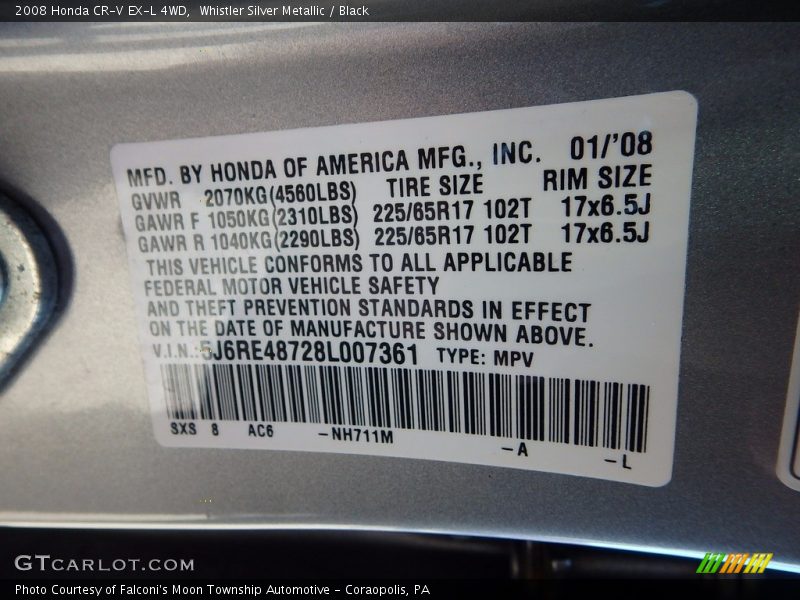 2008 Honda CR-V EX-L 4WD, Whistler Silver Metallic / Black
MFD. BY HONDA OF AMERICA MFG., INC. 01/'08
GVWR 2070KG(4560LBS) TIRE SIZE RIM SIZE
GAWR F 1050KG(2310LBS) 225/65R17 102T 17x6.5J
GAWR R 1040KG(2290LBS) 225/65R17 102T 17x6.5J
THIS VEHICLE CONFORMS TO ALL APPLICABLE
FEDERAL MOTOR VEHICLE SAFETY
AND THEFT PREVENTION STANDARDS IN EFFECT
ON THE DATE OF MANUFACTURE SHOWN ABOVE.
V.I.N.: 5J6RE48728L007361 TYPE: MPV
SXS 8 AC6 -NH711M -A -L
GTCARLOT.COM
Photo Courtesy of Falconi's Moon Township Automotive - Coraopolis, PA